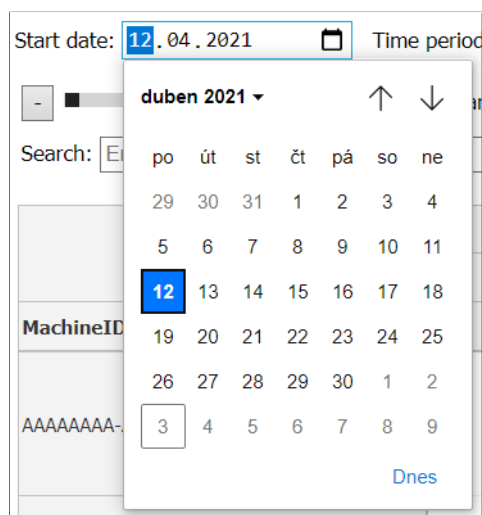 Start date: 12.04.2021 Time period
-
duben 2021
Search:
po út st čt pá so ne
29 30 31 1 2 3 4
5 6 7 8 9 10 11
12 13 14 15 16 17 18
19 20 21 22 23 24 25
26 27 28 29 30 1 2
3 4 5 6 7 8 9
MachineID
AAAAAAAA-
Dnes